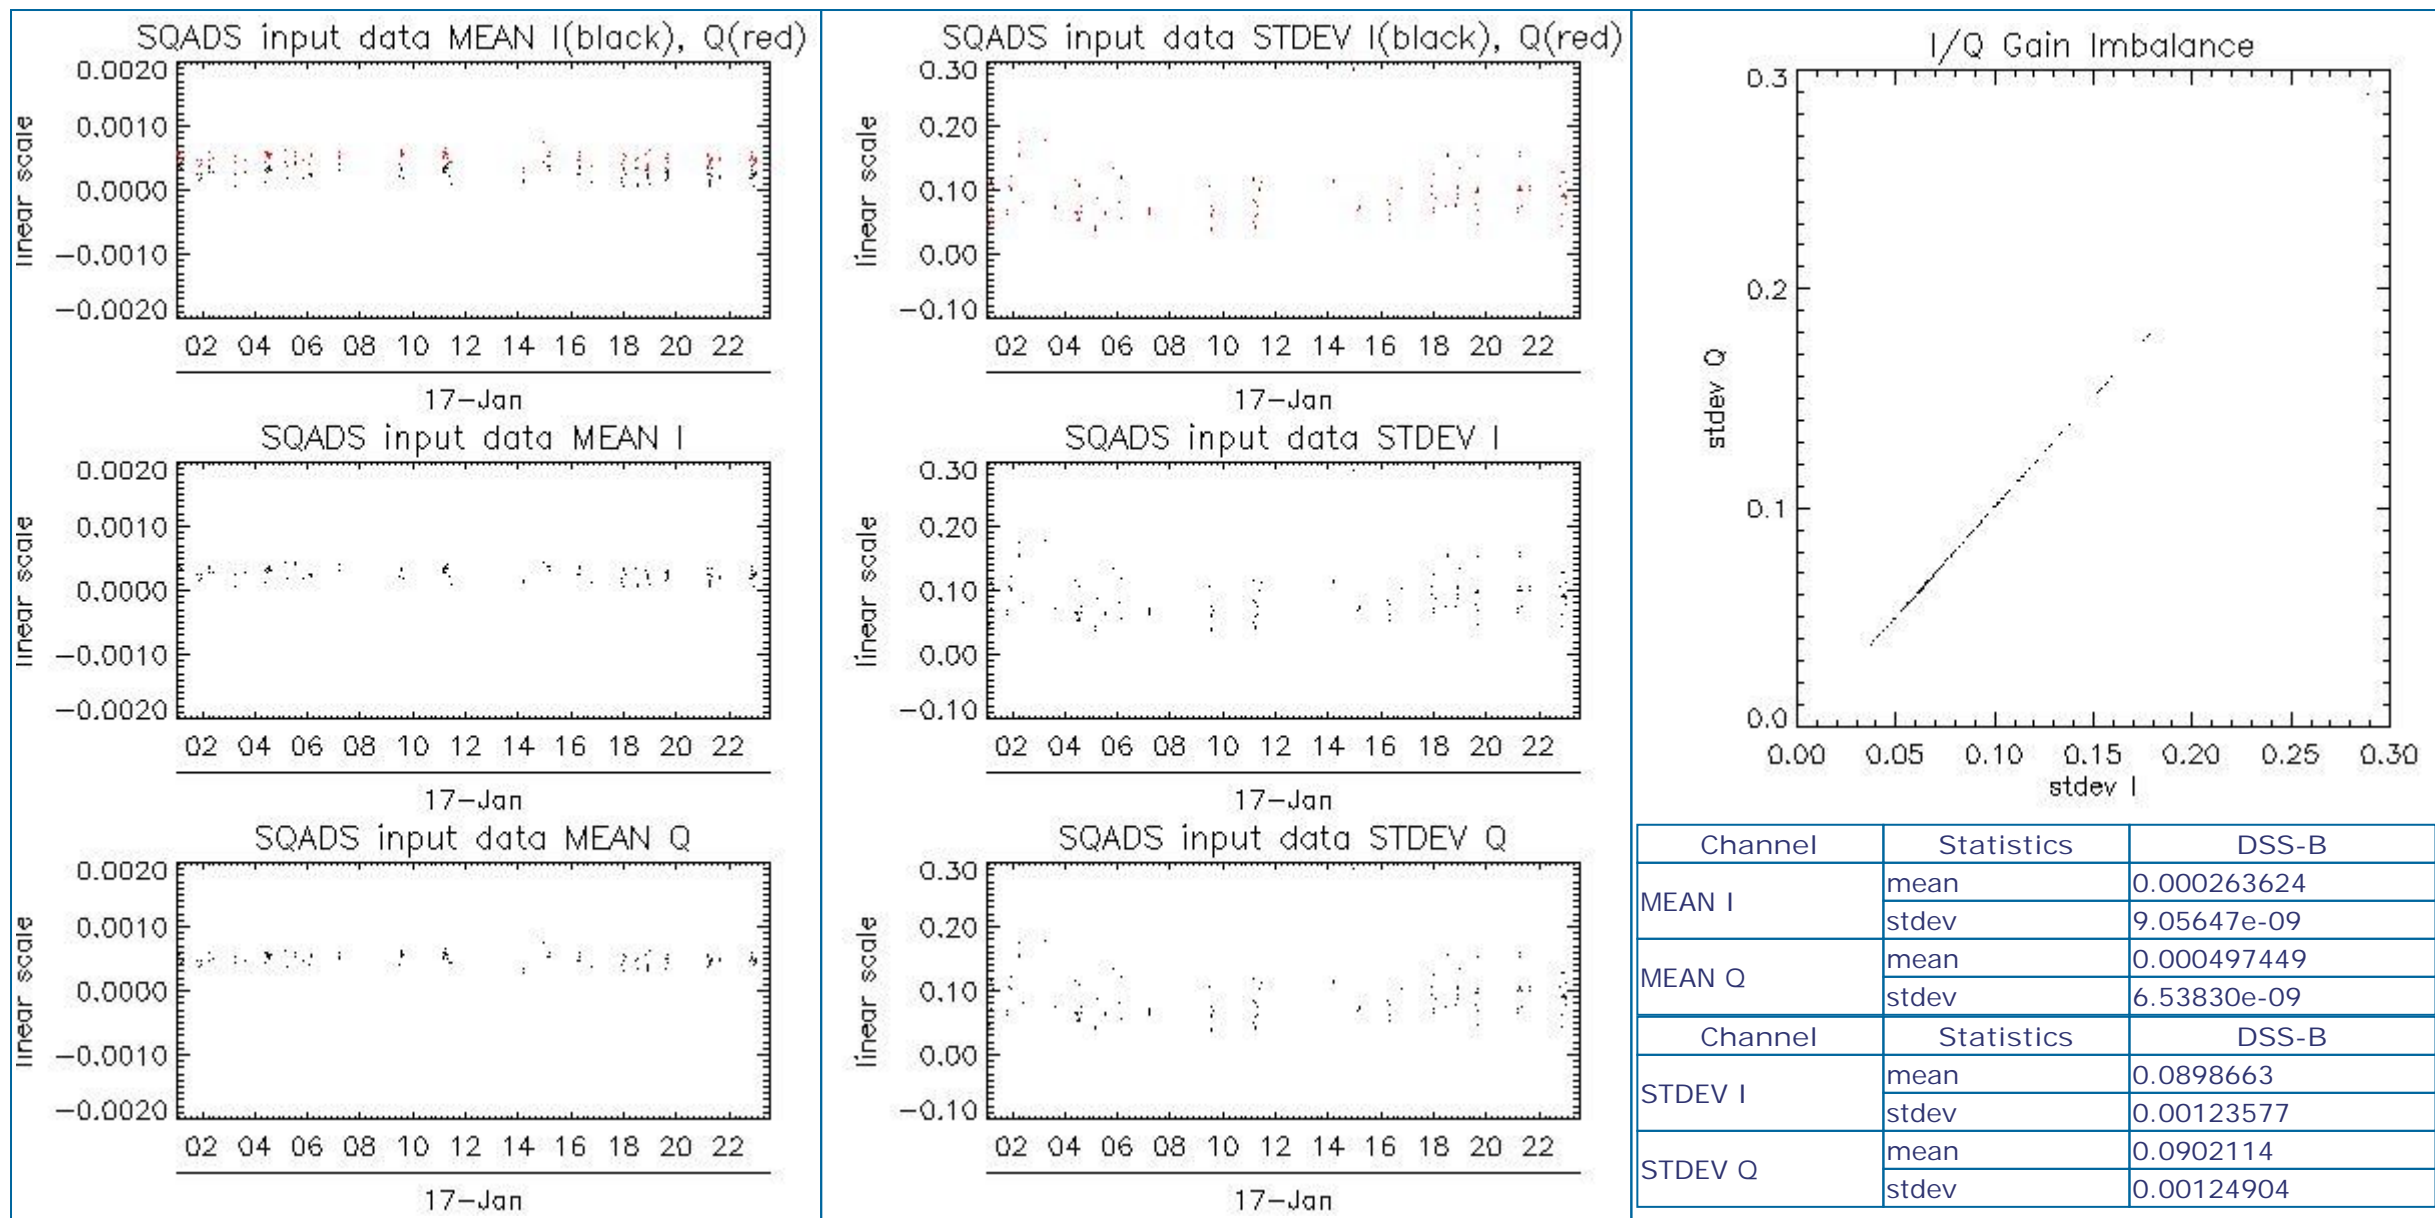 SQADS input data MEAN I(black), Q(red)
0.0020
0.0010
0.0000
−0.0010
−0.0020
linear scale
02 04 06 08 10 12 14 16 18 20 22
17−Jan
SQADS input data MEAN I
0.0020
0.0010
0.0000
−0.0010
−0.0020
linear scale
02 04 06 08 10 12 14 16 18 20 22
17−Jan
SQADS input data MEAN Q
0.0020
0.0010
0.0000
−0.0010
−0.0020
linear scale
02 04 06 08 10 12 14 16 18 20 22
17−Jan
SQADS input data STDEV I(black), Q(red)
0.30
0.20
0.10
0.00
−0.10
linear scale
02 04 06 08 10 12 14 16 18 20 22
17−Jan
SQADS input data STDEV I
0.30
0.20
0.10
0.00
−0.10
linear scale
02 04 06 08 10 12 14 16 18 20 22
17−Jan
SQADS input data STDEV Q
0.30
0.20
0.10
0.00
−0.10
linear scale
02 04 06 08 10 12 14 16 18 20 22
17−Jan
I/Q Gain Imbalance
0.3
0.2
0.1
0.0
stdev Q
0.00 0.05 0.10 0.15 0.20 0.25 0.30
stdev I
Channel Statistics DSS-B
MEAN I mean 0.000263624
stdev 9.05647e-09
MEAN Q mean 0.000497449
stdev 6.53830e-09
Channel Statistics DSS-B
STDEV I mean 0.0898663
stdev 0.00123577
STDEV Q mean 0.0902114
stdev 0.00124904